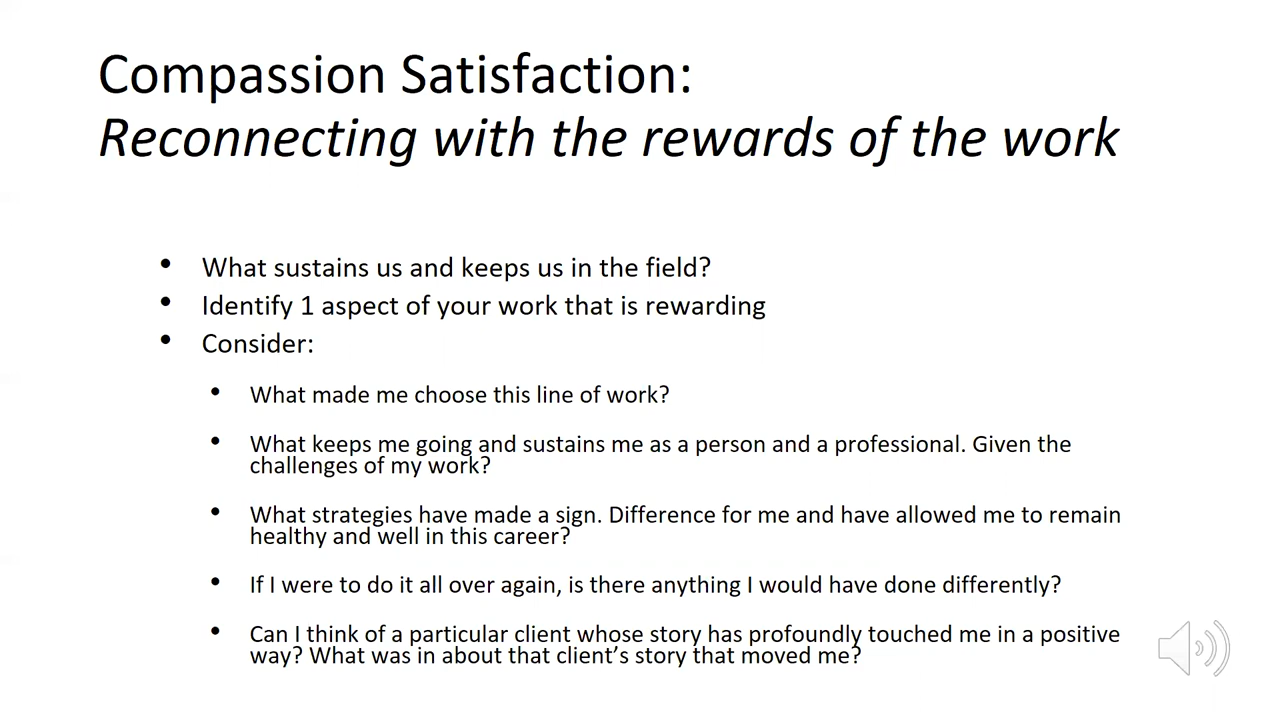 Compassion Satisfaction:
Reconnecting with the rewards of the work
• What sustains us and keeps us in the field?
• Identify 1 aspect of your work that is rewarding
• Consider:
• What made me choose this line of work?
• What keeps me going and sustains me as a person and a professional. Given the
challenges of my work?
• What strategies have made a sign. Difference for me and have allowed me to remain
healthy and well in this career?
• If I were to do it all over again, is there anything I would have done differently?
• Can I think of a particular client whose story has profoundly touched me in a positive
way? What was in about that client’s story that moved me?